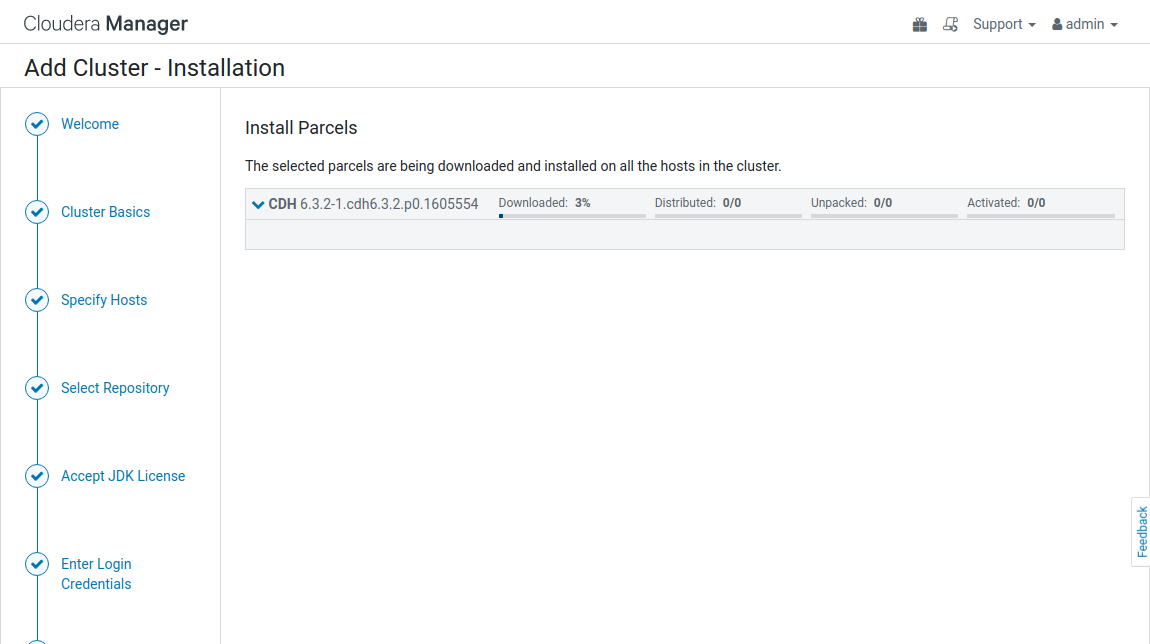 Cloudera Manager
Support
admin
Add Cluster - Installation
Welcome
Cluster Basics
Specify Hosts
Select Repository
Accept JDK License
Enter Login
Credentials
Install Parcels
The selected parcels are being downloaded and installed on all the hosts in the cluster.
CDH 6.3.2-1.cdh6.3.2.p0.1605554 Downloaded: 3% Distributed: 0/0 Unpacked: 0/0 Activated: 0/0
Feedback